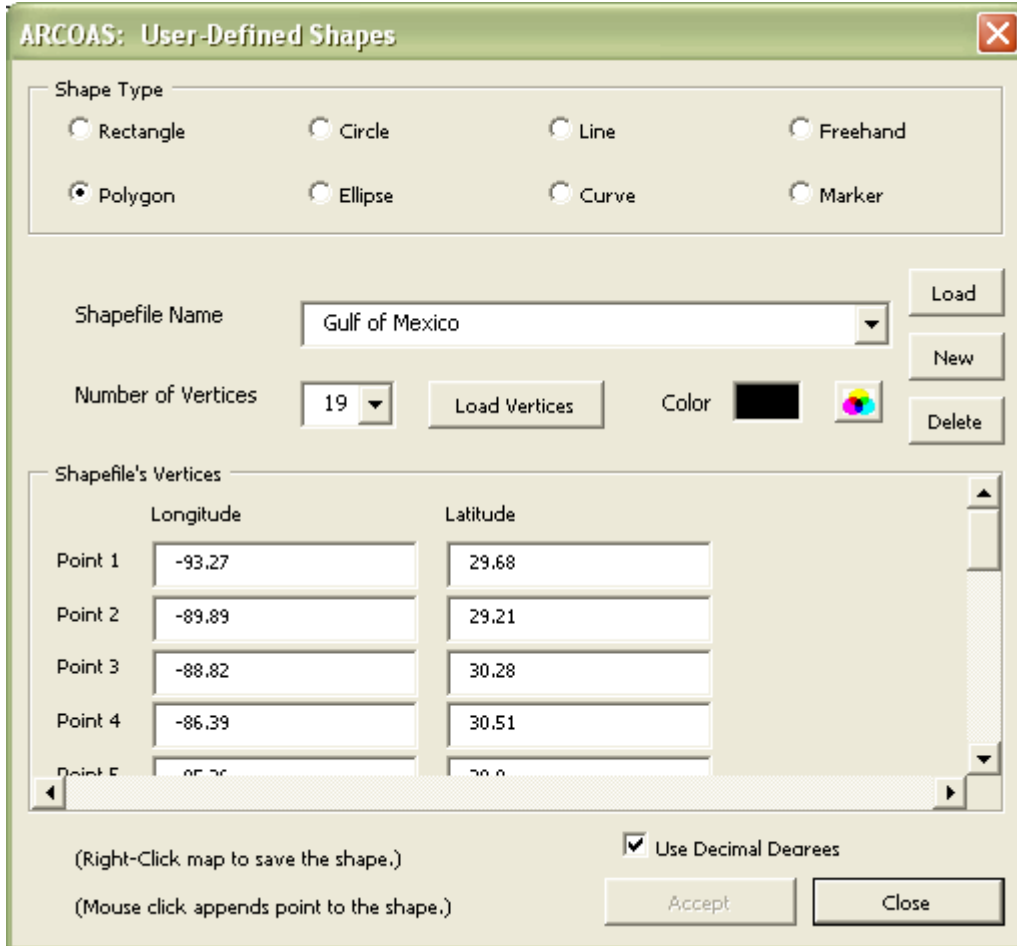 ARCOAS: User-Defined Shapes
Shape Type
Rectangle Circle Line Freehand
Polygon Ellipse Curve Marker
Load
Shapefile Name Gulf of Mexico
New
Number of Vertices 19 Load Vertices Color
Delete
Shapefile's Vertices
Longitude Latitude
Point 1 -93.27 29.68
Point 2 -89.89 29.21
Point 3 -88.82 30.28
Point 4 -86.39 30.51
Point 5
(Right-Click map to save the shape.) Use Decimal Degrees
(Mouse click appends point to the shape.) Accept Close